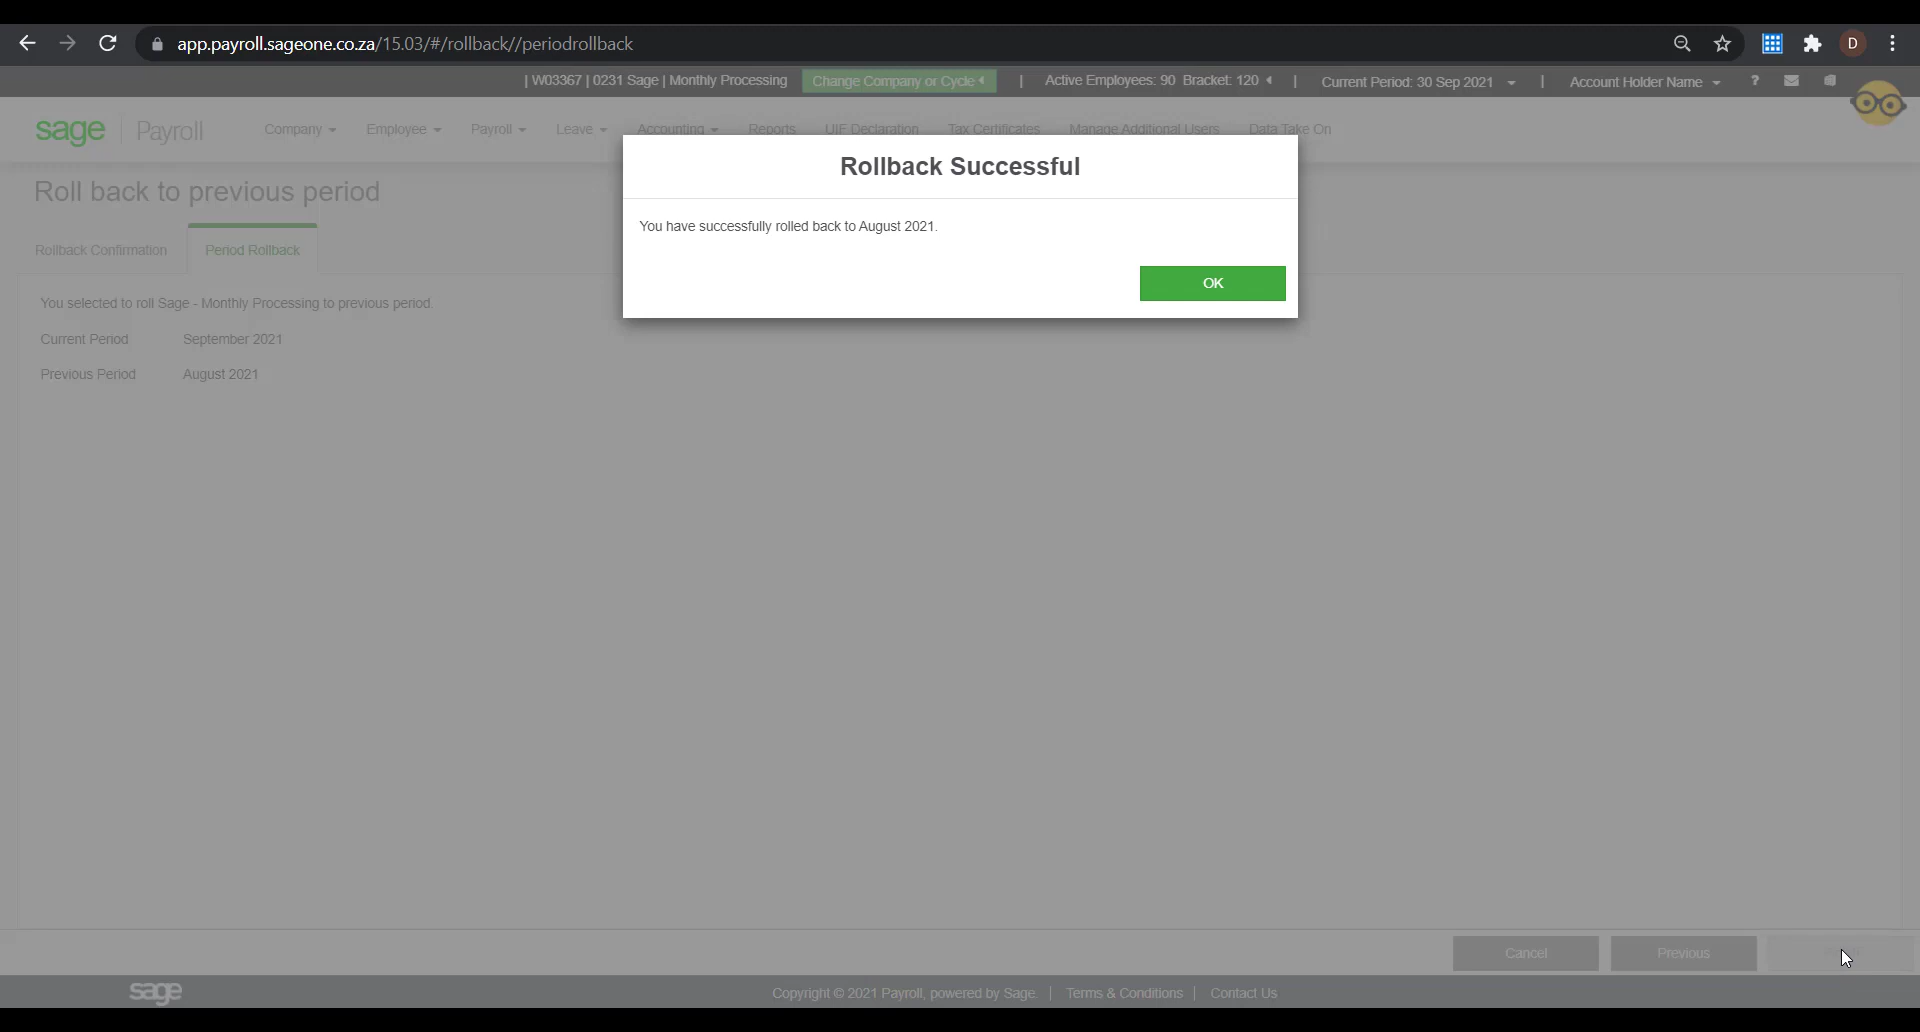 app.payroll.sageone.co.za/15.03/#/rollback//periodrollback
D
| W03367 | 0231 Sage | Monthly Processing Change Company or Cycle | Active Employees: 90 Bracket: 120 | Current Period: 30 Sep 2021 | Account Holder Name ?
sage Payroll Company Employee Payroll Leave Accounting Reports UIF Declaration Tax Certificates Manage Additional Users Data Take On
Rollback Successful
Roll back to previous period
You have successfully rolled back to August 2021.
Rollback Confirmation Period Rollback
OK
You selected to roll Sage - Monthly Processing to previous period.
Current Period September 2021
Previous Period August 2021
Cancel Previous
sage Copyright © 2021 Payroll, powered by Sage. | Terms & Conditions | Contact Us